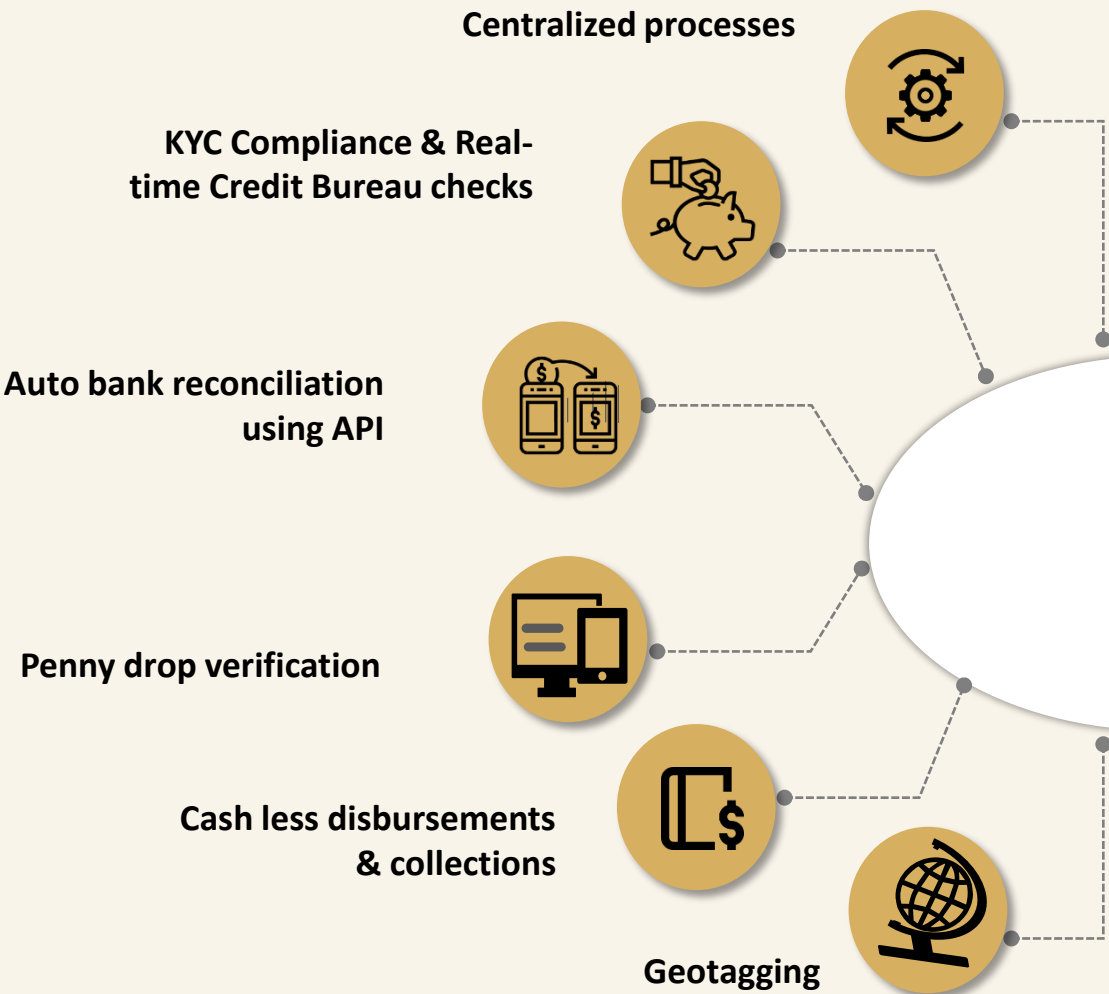 Centralized processes
KYC Compliance & Real-
time Credit Bureau checks
Auto bank reconciliation
using API
Penny drop verification
Cash less disbursements
& collections
Geotagging